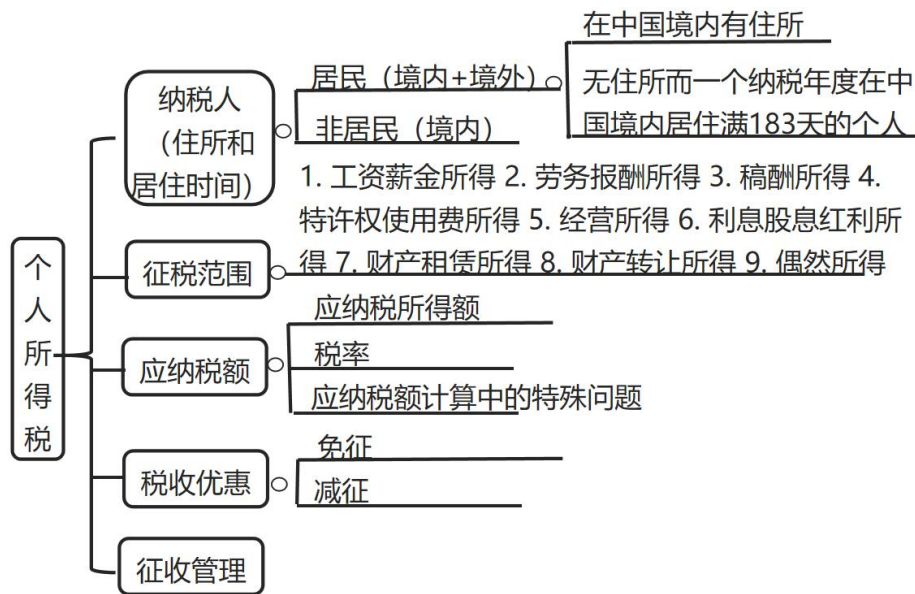 个人所得税
纳税人
（住所和
居住时间）
居民（境内+境外）
在中国境内有住所
无住所而一个纳税年度在中
国境内居住满183天的个人
非居民（境内）
征税范围
1. 工资薪金所得 2. 劳务报酬所得 3. 稿酬所得 4.
特许权使用费所得 5. 经营所得 6. 利息股息红利所
得 7. 财产租赁所得 8. 财产转让所得 9. 偶然所得
应纳税额
应纳税所得额
税率
应纳税额计算中的特殊问题
税收优惠
免征
减征
征收管理